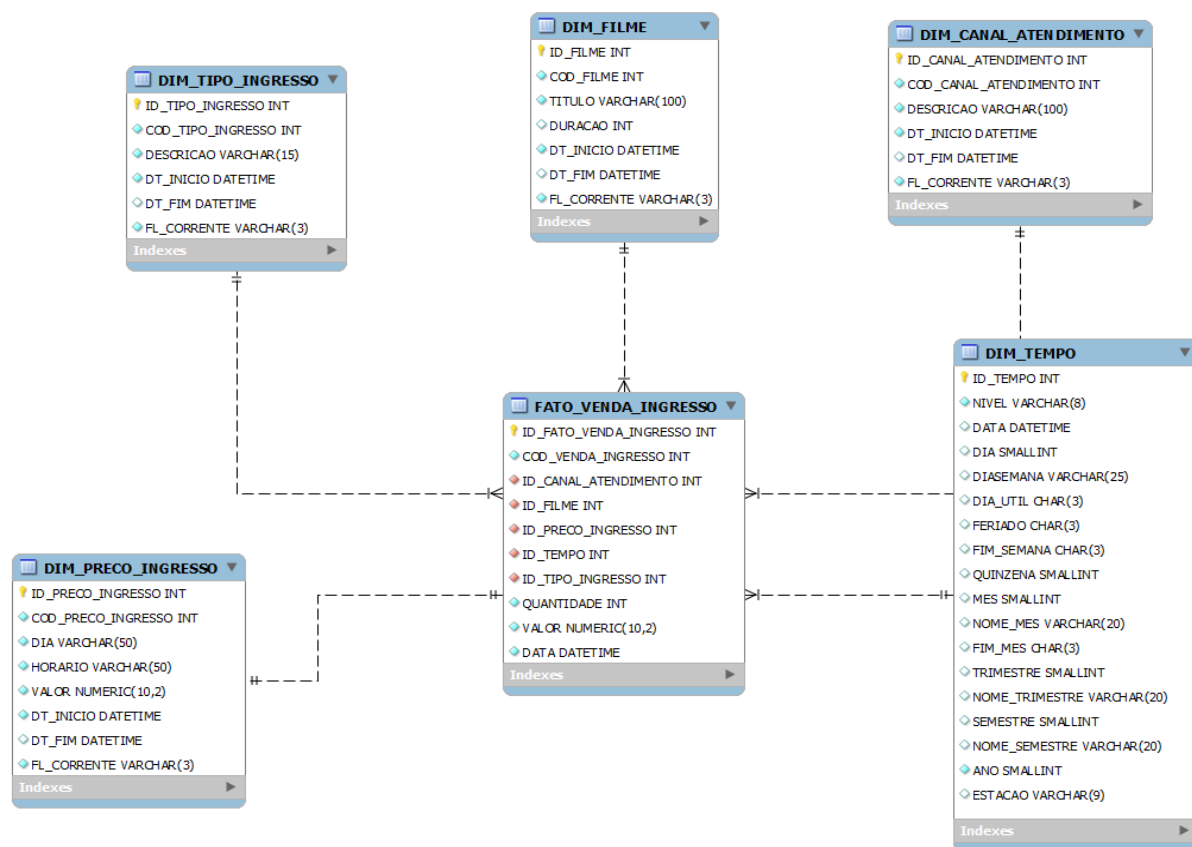 DIM_TIPO_INGRESSO
ID_TIPO_INGRESSO INT
COD_TIPO_INGRESSO INT
DESCRICAO VARCHAR(15)
DT_INICIO DATETIME
DT_FIM DATETIME
FL_CORRENTE VARCHAR(3)
Indexes
DIM_FILME
ID_FILME INT
COD_FILME INT
TITULO VARCHAR(100)
DURACAO INT
DT_INICIO DATETIME
DT_FIM DATETIME
FL_CORRENTE VARCHAR(3)
Indexes
DIM_CANAL_ATENDIMENTO
ID_CANAL_ATENDIMENTO INT
COD_CANAL_ATENDIMENTO INT
DESCRICAO VARCHAR(100)
DT_INICIO DATETIME
DT_FIM DATETIME
FL_CORRENTE VARCHAR(3)
Indexes
DIM_PRECO_INGRESSO
ID_PRECO_INGRESSO INT
COD_PRECO_INGRESSO INT
DIA VARCHAR(50)
HORARIO VARCHAR(50)
VALOR NUMERIC(10,2)
DT_INICIO DATETIME
DT_FIM DATETIME
FL_CORRENTE VARCHAR(3)
Indexes
FATO_VENDA_INGRESSO
ID_FATO_VENDA_INGRESSO INT
COD_VENDA_INGRESSO INT
ID_CANAL_ATENDIMENTO INT
ID_FILME INT
ID_PRECO_INGRESSO INT
ID_TEMPO INT
ID_TIPO_INGRESSO INT
QUANTIDADE INT
VALOR NUMERIC(10,2)
DATA DATETIME
Indexes
DIM_TEMPO
ID_TEMPO INT
NIVEL VARCHAR(8)
DATA DATETIME
DIA SMALLINT
DIASEMANA VARCHAR(25)
DIA_UTIL CHAR(3)
FERIADO CHAR(3)
FIM_SEMANA CHAR(3)
QUINZENA SMALLINT
MES SMALLINT
NOME_MES VARCHAR(20)
FIM_MES CHAR(3)
TRIMESTRE SMALLINT
NOME_TRIMESTRE VARCHAR(20)
SEMESTRE SMALLINT
NOME_SEMESTRE VARCHAR(20)
ANO SMALLINT
ESTACAO VARCHAR(9)
Indexes